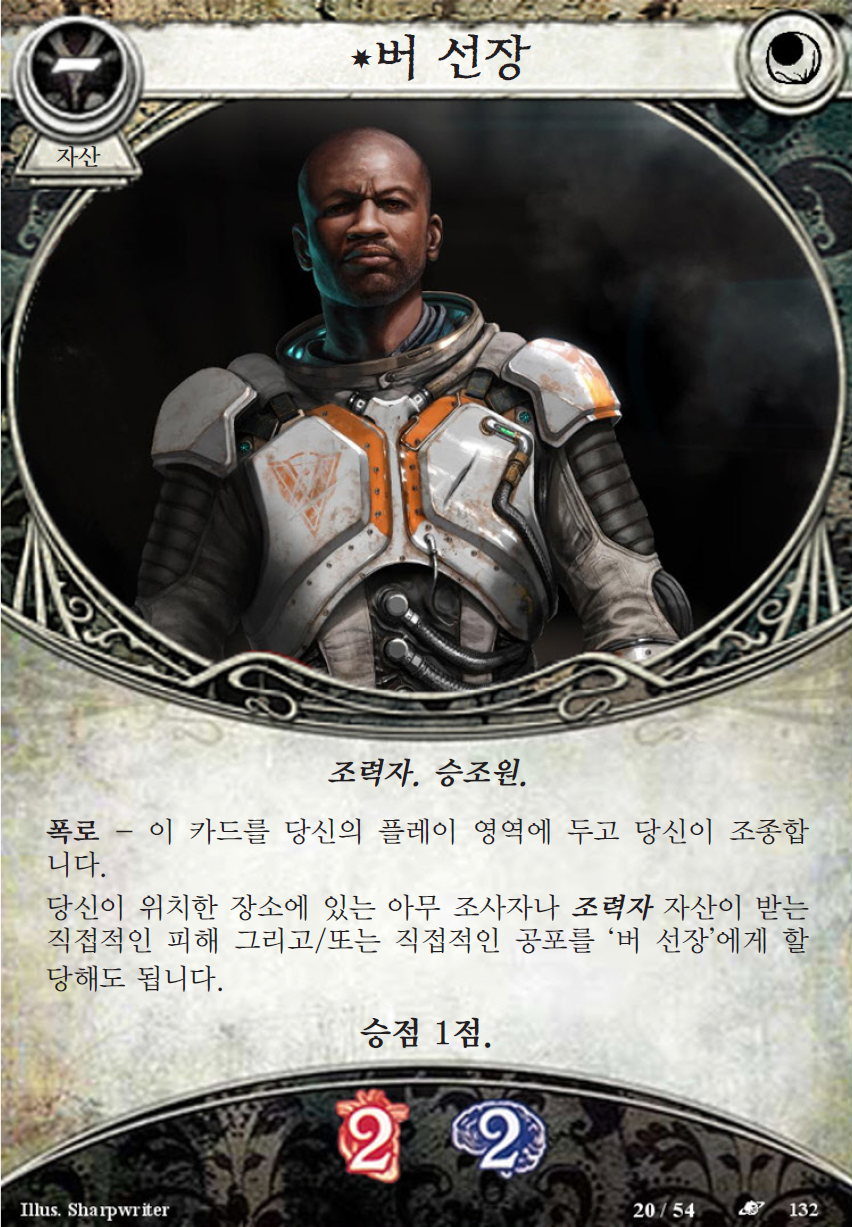 ✷버 선장
자산
조력자. 승조원.
폭로 – 이 카드를 당신의 플레이 영역에 두고 당신이 조종합
니다.
당신이 위치한 장소에 있는 아무 조사자나 조력자 자산이 받는
직접적인 피해 그리고/또는 직접적인 공포를 ‘버 선장’에게 할
당해도 됩니다.
승점 1점.
2 2
Illus. Sharpwriter 20 / 54 132